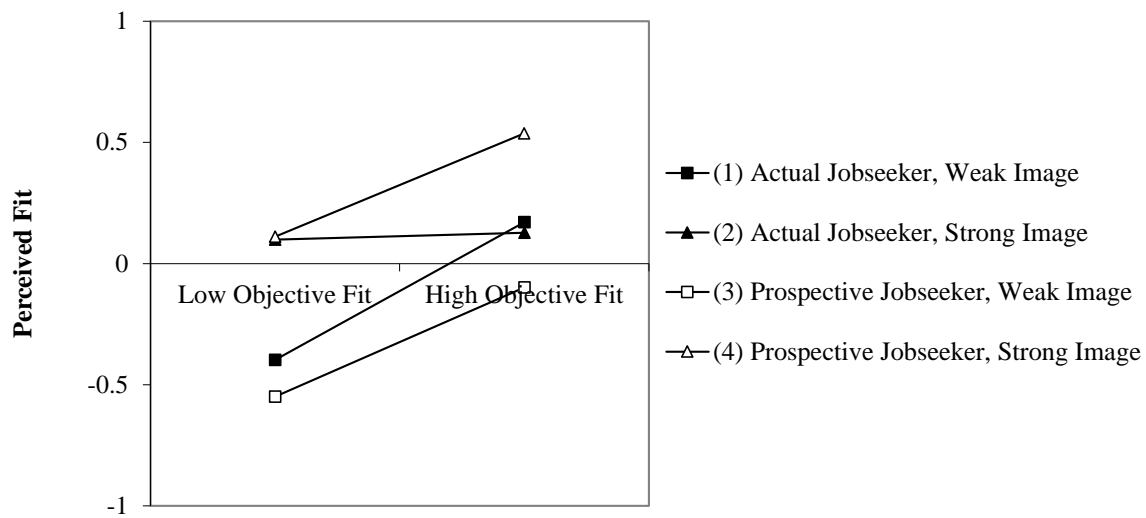 1
0.5
0
-0.5
-1
Perceived Fit
Low Objective Fit
High Objective Fit
(1) Actual Jobseeker, Weak Image
(2) Actual Jobseeker, Strong Image
(3) Prospective Jobseeker, Weak Image
(4) Prospective Jobseeker, Strong Image